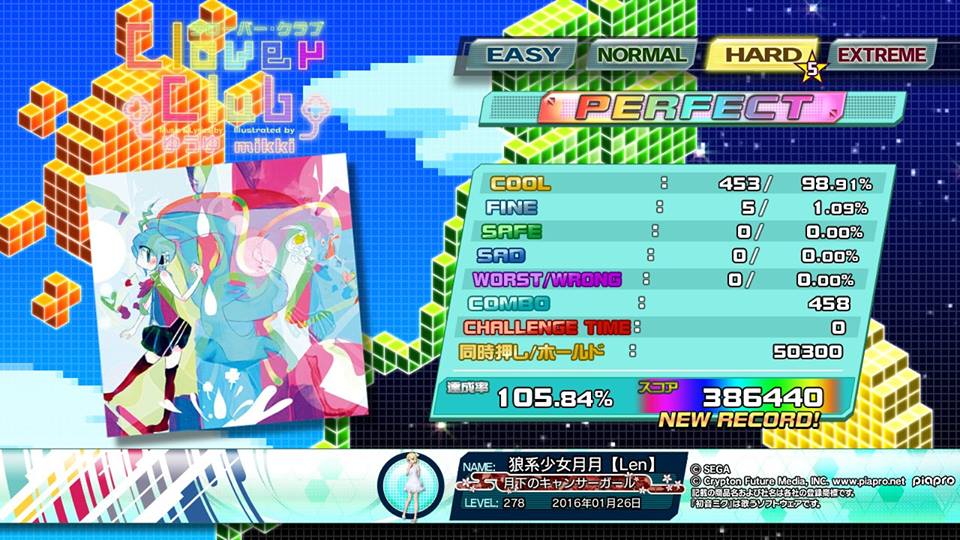 クローバー・クラブ
Clover
Club
Music & Lyrics by Illustrated by
ゆうゆ mikki
EASY NORMAL HARD 5 EXTREME
PERFECT
COOL : 453/ 98.91%
FINE : 5/ 1.09%
SAFE : 0/ 0.00%
SAD : 0/ 0.00%
WORST/WRONG : 0/ 0.00%
COMBO : 458
CHALLENGE TIME : 0
同時押し/ホールド : 50300
達成率 105.84% スコア 386440
NEW RECORD!
NAME: 狼系少女月月【Len】
月下のキャンサーガール
LEVEL: 278 2016年01月26日
© SEGA
© Crypton Future Media, INC. www.piapro.net piapro
記載の商品名および社名は各社の登録商標です。
「初音ミク」は歌うソフトウェアです。